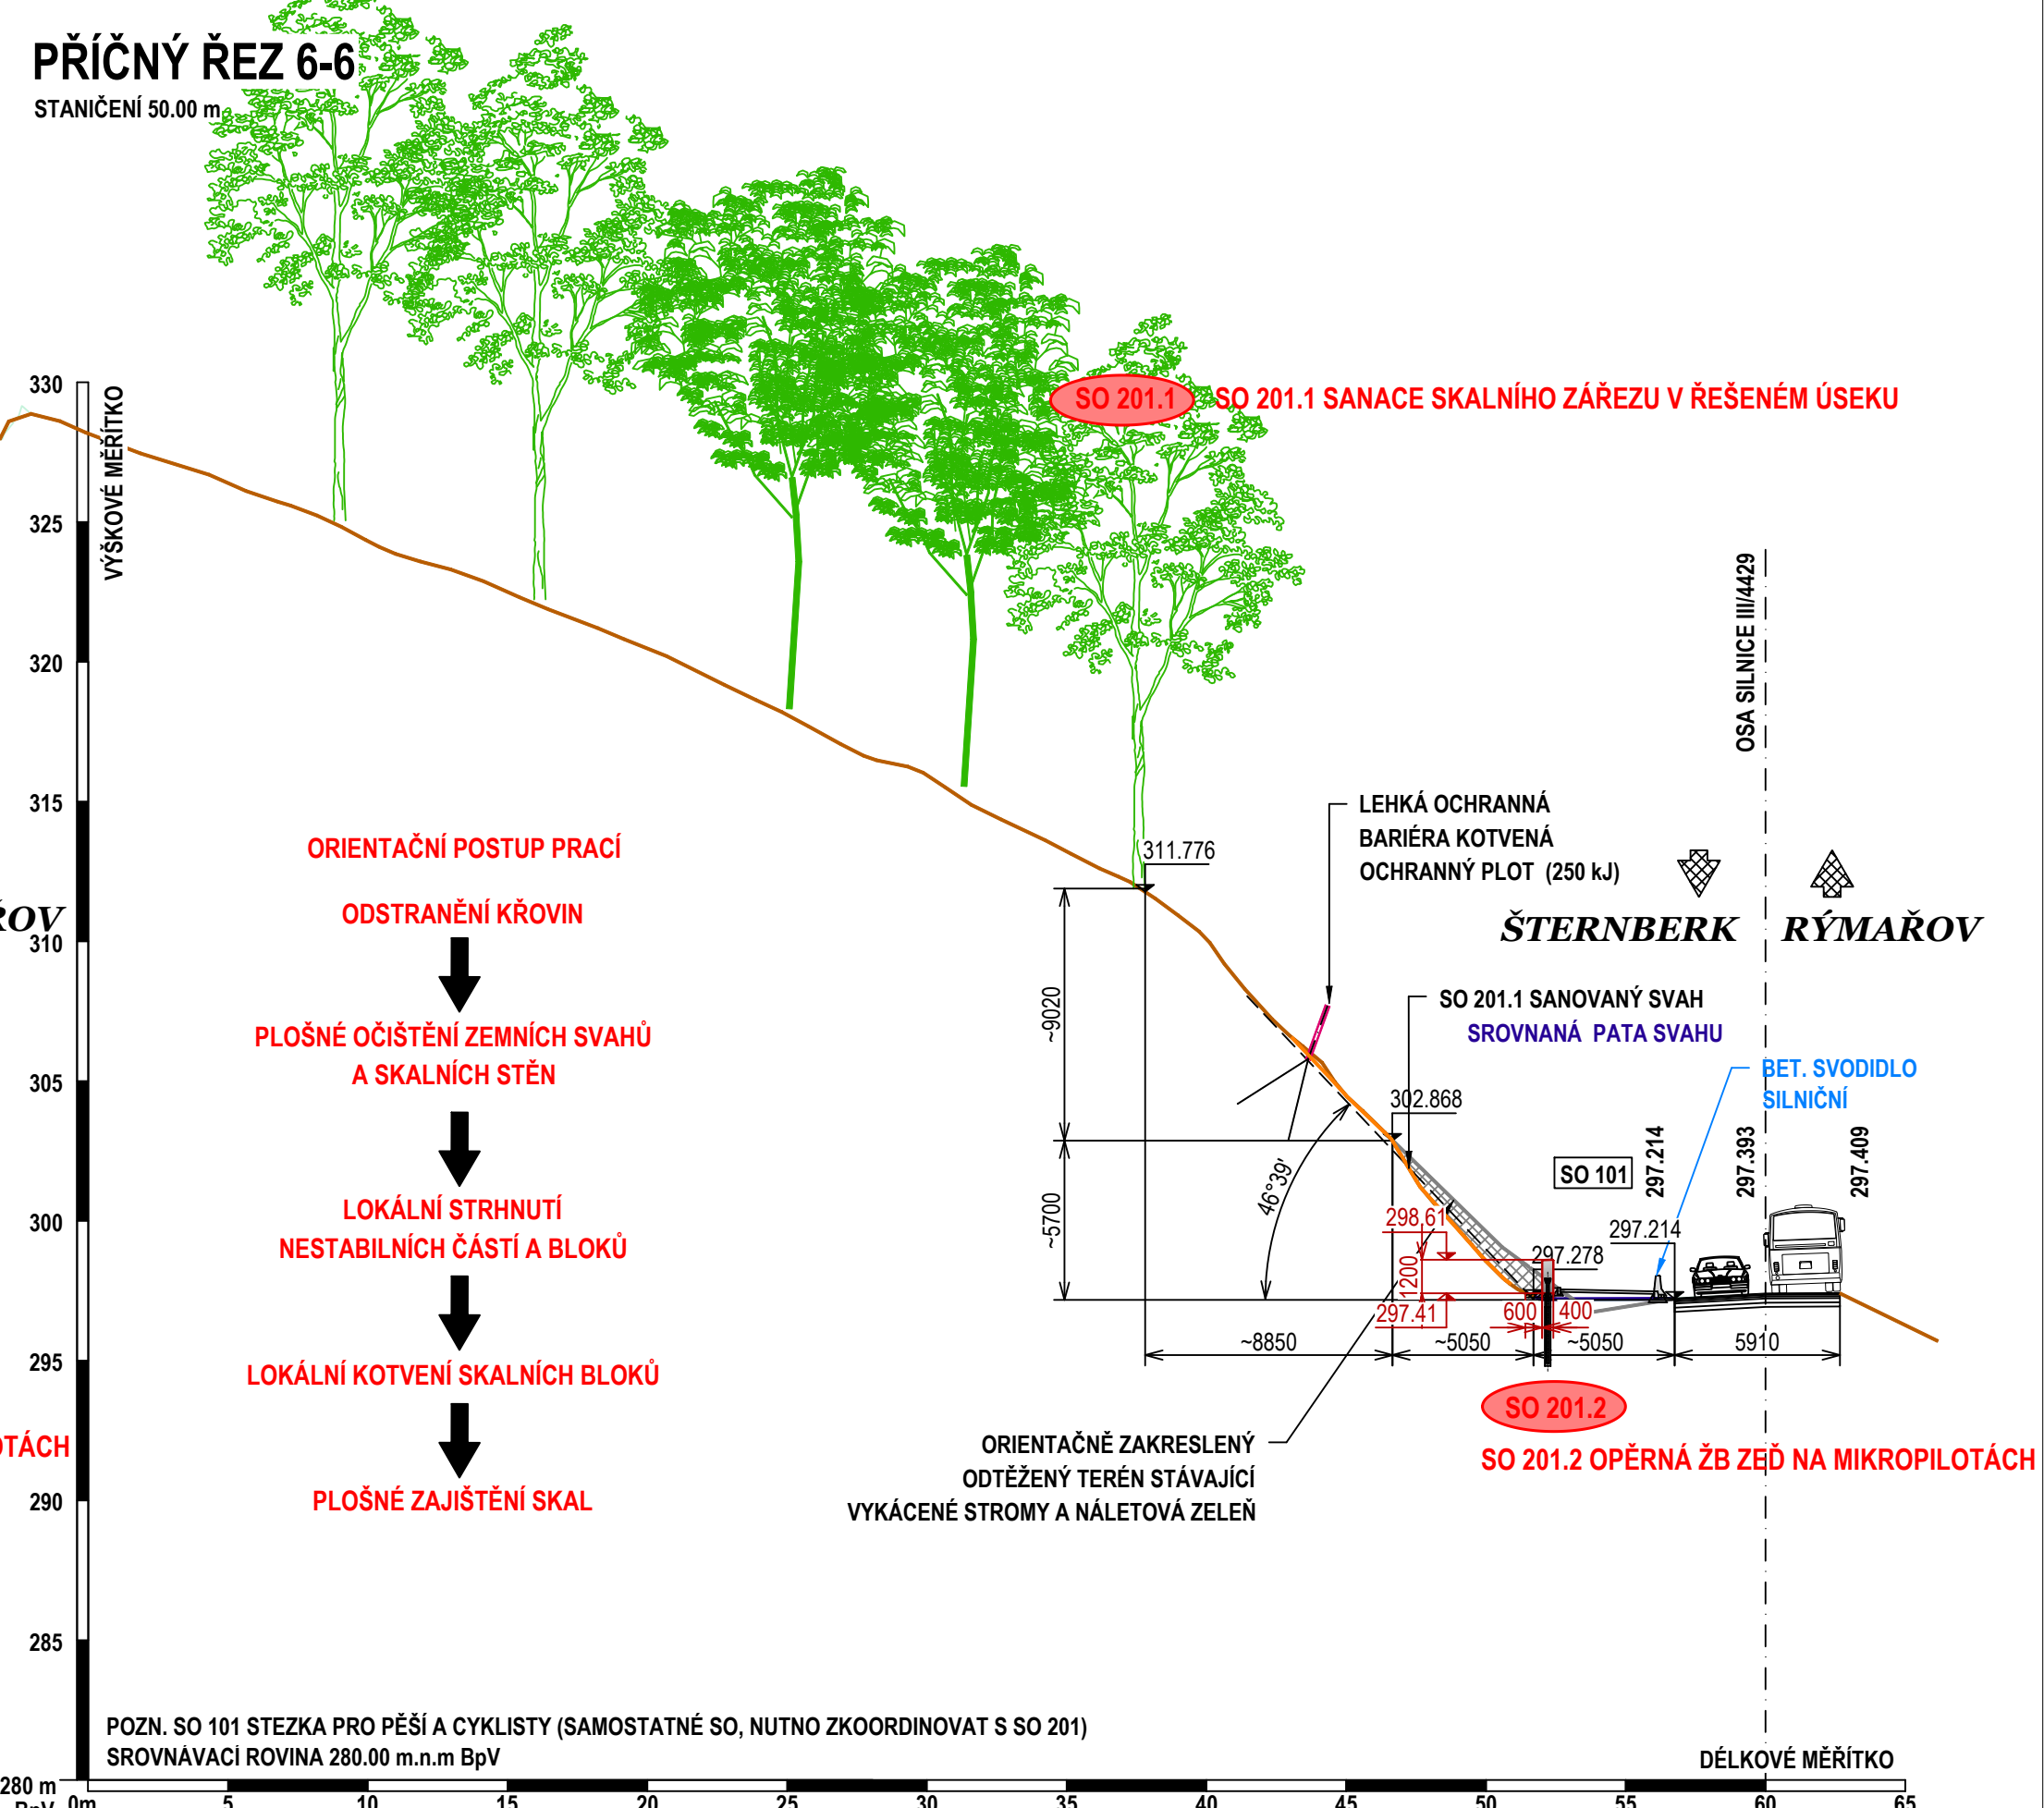 PŘÍČNÝ ŘEZ 6-6
STANIČENÍ 50.00 m
SO 201.1
SO 201.1 SANACE SKALNÍHO ZÁŘEZU V ŘEŠENÉM ÚSEKU
330
325
320
315
310
305
300
295
290
285
280 m
VÝŠKOVÉ MĚŘÍTKO
OSA SILNICE III/4429
ORIENTAČNÍ POSTUP PRACÍ
ODSTRANĚNÍ KŘOVIN
PLOŠNÉ OČIŠTĚNÍ ZEMNÍCH SVAHŮ
A SKALNÍCH STĚN
LOKÁLNÍ STRHNUTÍ
NESTABILNÍCH ČÁSTÍ A BLOKŮ
LOKÁLNÍ KOTVENÍ SKALNÍCH BLOKŮ
PLOŠNÉ ZAJIŠTĚNÍ SKAL
ŘOV
OTÁCH
LEHKÁ OCHRANNÁ
BARIÉRA KOTVENÁ
OCHRANNÝ PLOT (250 kJ)
311.776
ŠTERNBERK
RÝMAŘOV
SO 201.1 SANOVANÝ SVAH
SROVNANÁ PATA SVAHU
BET. SVODIDLO
SILNIČNÍ
~9020
~5700
302.868
46°39'
SO 101
297.214
297.393
297.409
298.61
1200
297.41
297.278
297.214
600
400
~8850
~5050
~5050
5910
SO 201.2
SO 201.2 OPĚRNÁ ŽB ZEĎ NA MIKROPILOTÁCH
ORIENTAČNĚ ZAKRESLENÝ
ODTĚŽENÝ TERÉN STÁVAJÍCÍ
VYKÁCENÉ STROMY A NÁLETOVÁ ZELEŇ
POZN. SO 101 STEZKA PRO PĚŠÍ A CYKLISTY (SAMOSTATNÉ SO, NUTNO ZKOORDINOVAT S SO 201)
SROVNÁVACÍ ROVINA 280.00 m.n.m BpV
DÉLKOVÉ MĚŘÍTKO
BpV
0m
5
10
15
20
25
30
35
40
45
50
55
60
65